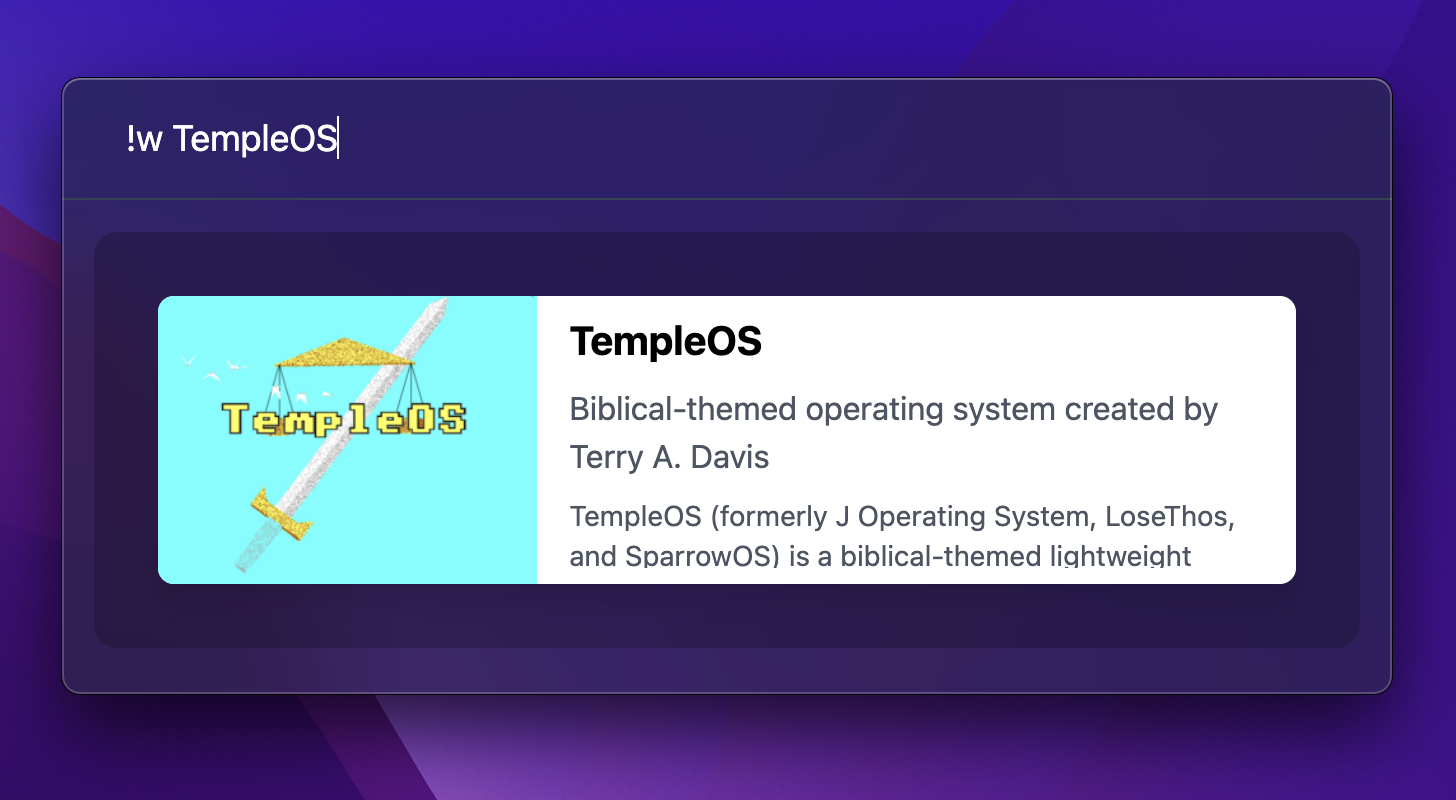 !w TempleOS
TempleOS
TempleOS
Biblical-themed operating system created by
Terry A. Davis
TempleOS (formerly J Operating System, LoseThos,
and SparrowOS) is a biblical-themed lightweight